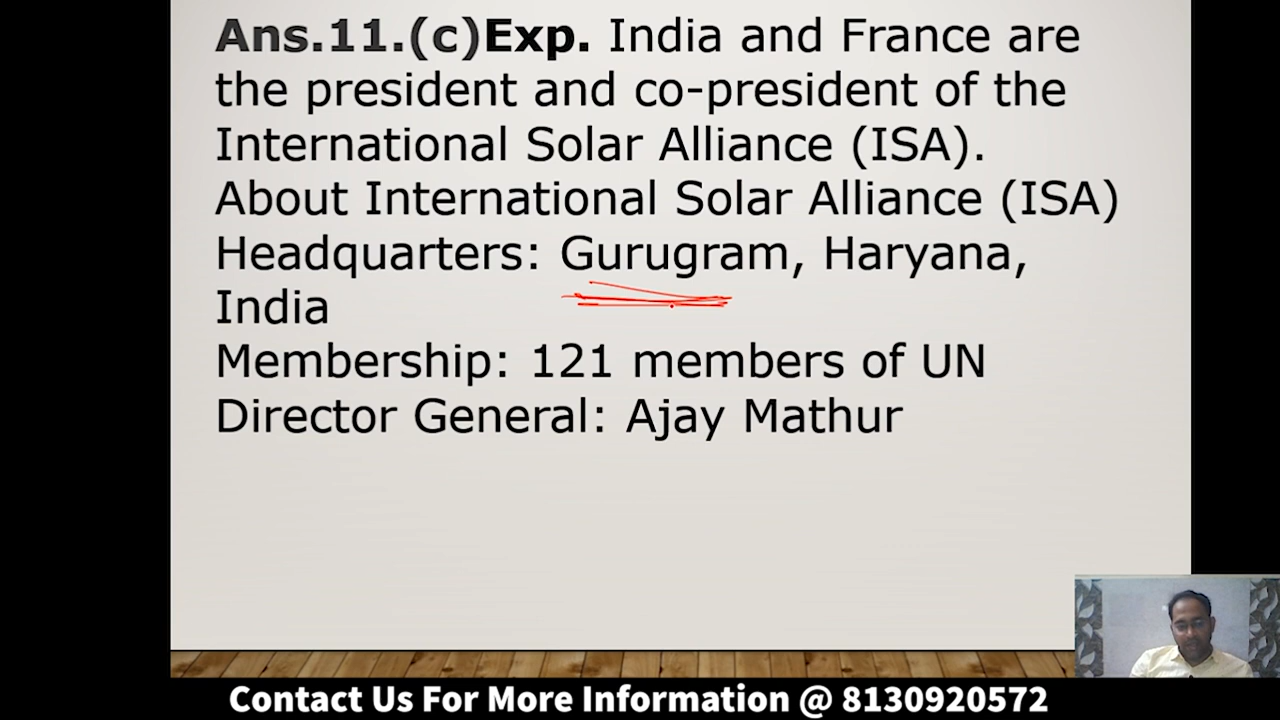 Ans.11.(c)Exp. India and France are
the president and co-president of the
International Solar Alliance (ISA).
About International Solar Alliance (ISA)
Headquarters: Gurugram, Haryana,
India
Membership: 121 members of UN
Director General: Ajay Mathur
Contact Us For More Information @ 8130920572